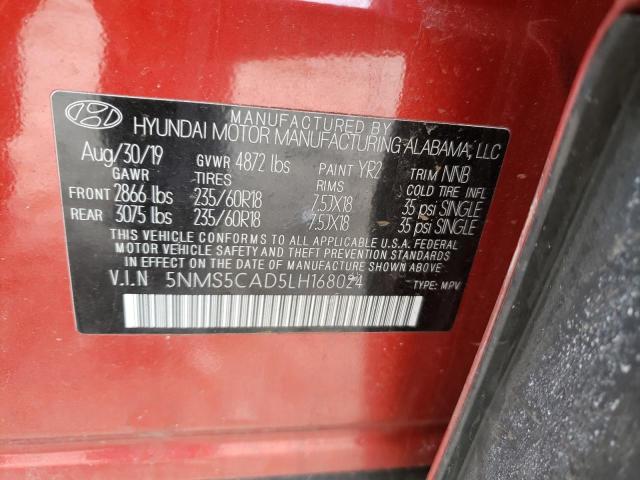 MANUFACTURED BY
HYUNDAI MOTOR MANUFACTURING ALABAMA, LLC
Aug/30/19 GVWR 4872 lbs PAINT YR2 TRIM NNB
GAWR TIRES RIMS COLD TIRE INFL
FRONT 2866 lbs 235/60R18 7.5JX18 35 psi SINGLE
REAR 3075 lbs 235/60R18 7.5JX18 35 psi SINGLE
THIS VEHICLE CONFORMS TO ALL APPLICABLE U.S.A. FEDERAL
MOTOR VEHICLE SAFETY AND THEFT PREVENTION STANDARDS
IN EFFECT ON THE DATE OF MANUFACTURE SHOWN ABOVE.
V.I.N 5NMS5CAD5LH168024 TYPE: MPV